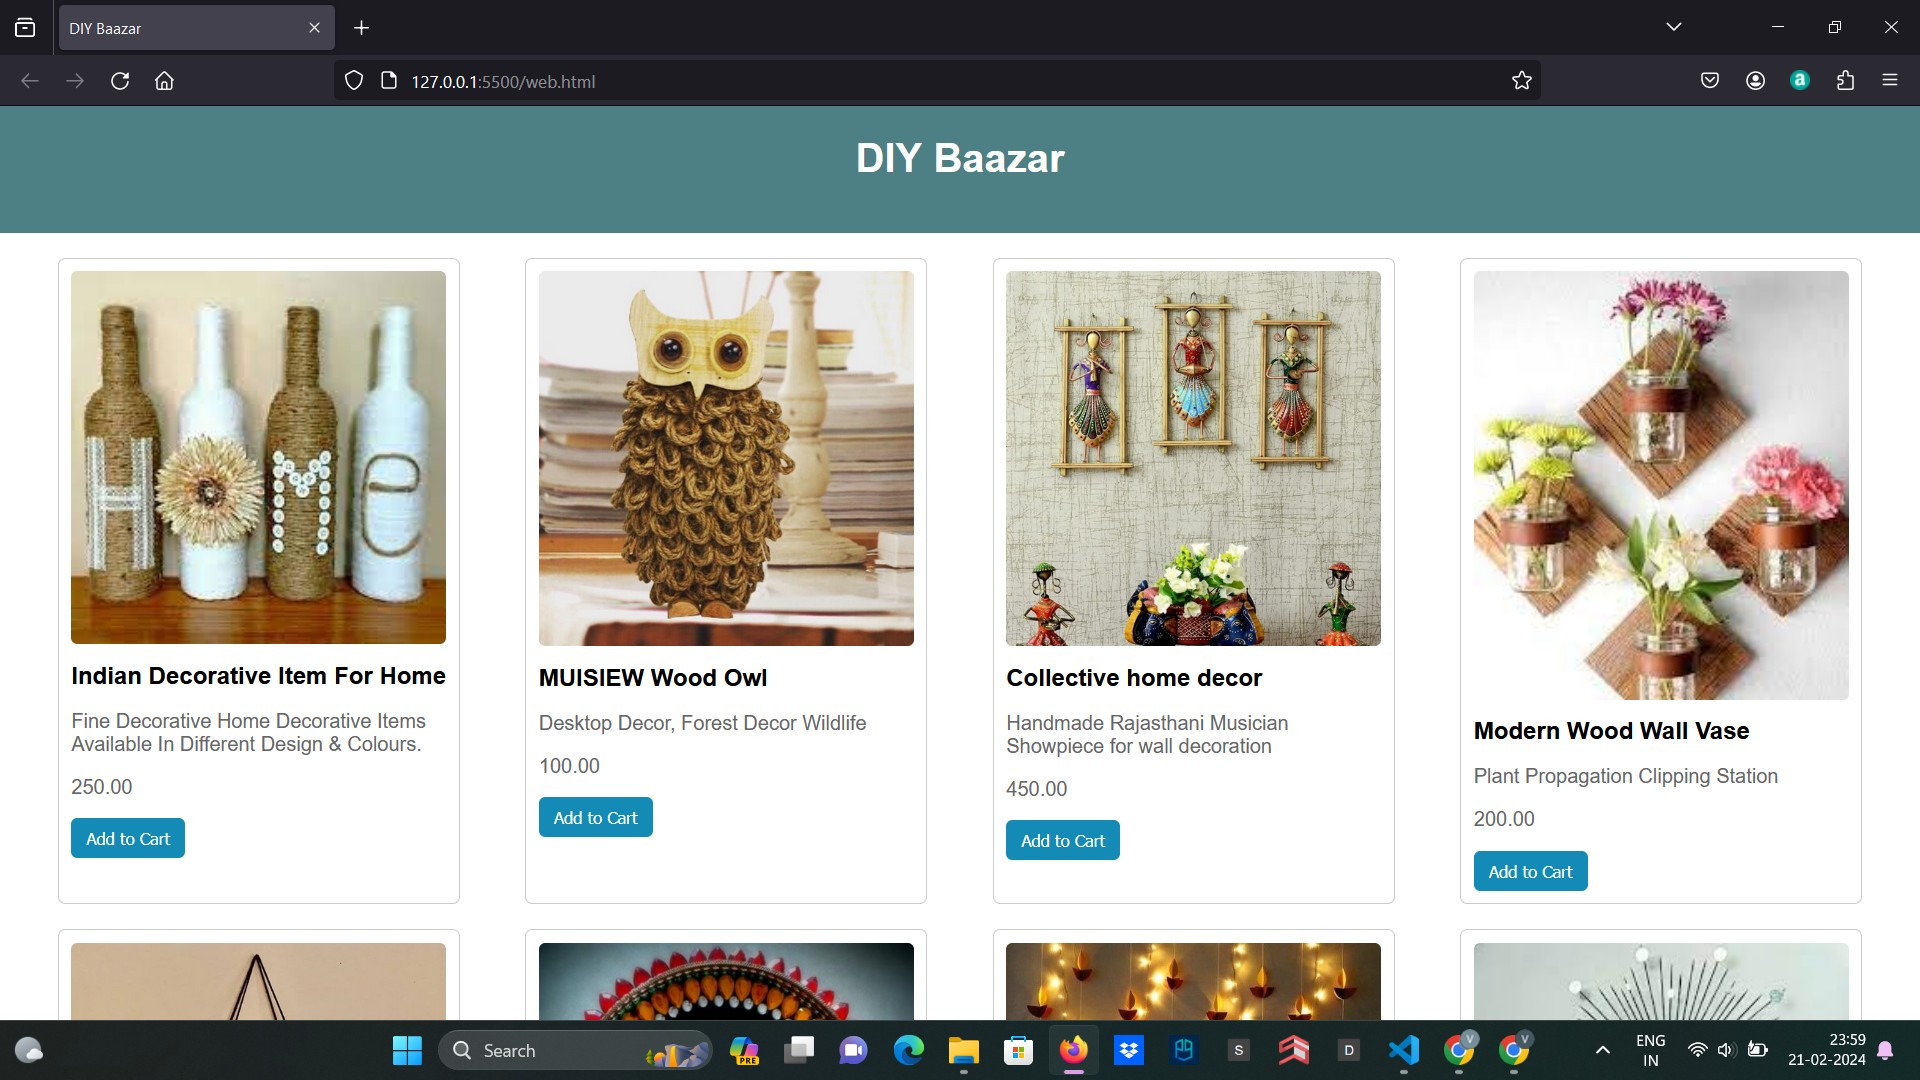 DIY Baazar
127.0.0.1:5500/web.html
DIY Baazar
HOME
Indian Decorative Item For Home
Fine Decorative Home Decorative Items
Available In Different Design & Colours.
250.00
Add to Cart
MUISIEW Wood Owl
Desktop Decor, Forest Decor Wildlife
100.00
Add to Cart
Collective home decor
Handmade Rajasthani Musician
Showpiece for wall decoration
450.00
Add to Cart
Modern Wood Wall Vase
Plant Propagation Clipping Station
200.00
Add to Cart
Search
PRE
S
D
V
V
ENG
IN
23:59
21-02-2024